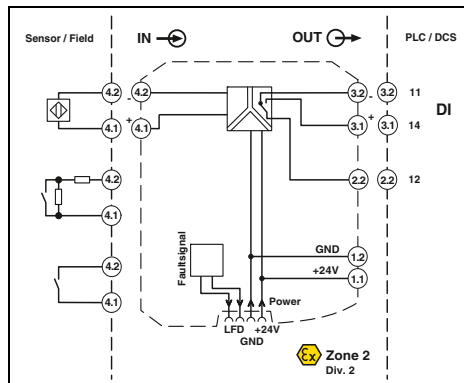 Sensor / Field
IN
OUT
PLC / DCS
4.2
4.2
-
3.2
-
3.2
11
DI
4.1
+
4.1
3.1
+
3.1
14
4.2
2.2
2.2
12
4.1
Faultsignal
GND
1.2
4.2
+24V
1.1
4.1
Power
LFD
+24V
GND
Ex
Zone 2
Div. 2